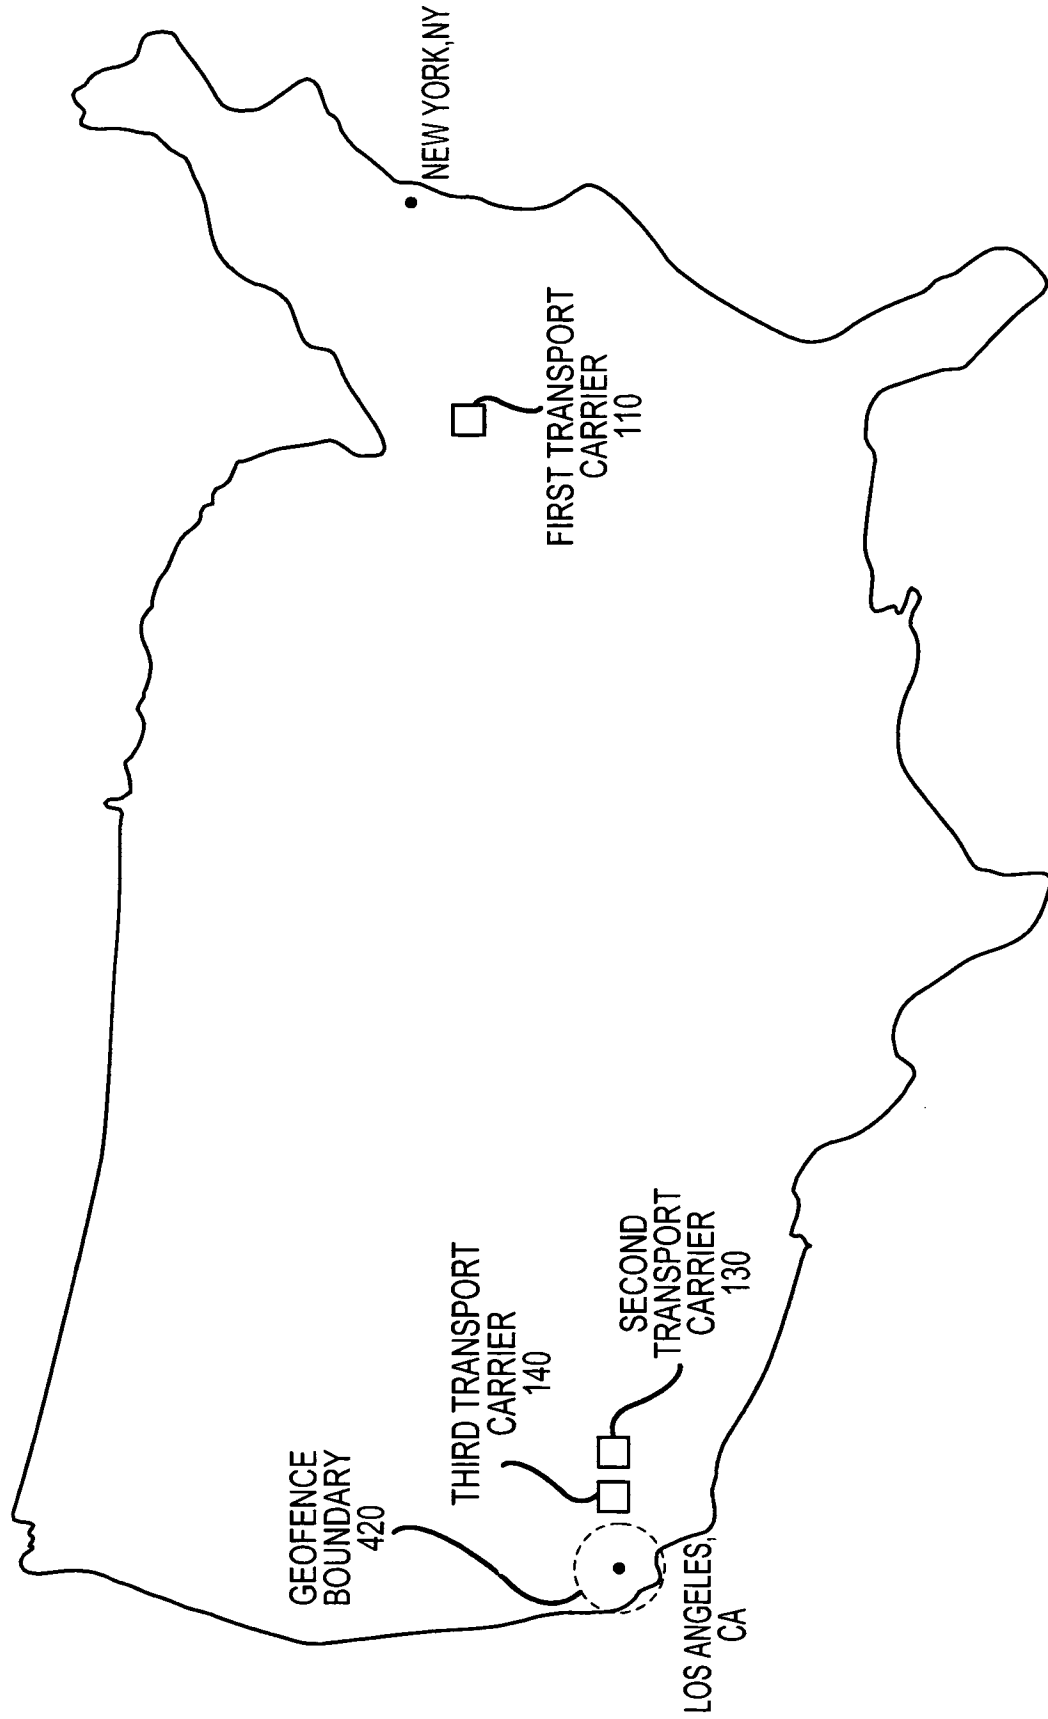 GEOFENCE
BOUNDARY
420
THIRD TRANSPORT
CARRIER
140
SECOND
TRANSPORT
CARRIER
130
LOS ANGELES,
CA
FIRST TRANSPORT
CARRIER
110
NEW YORK,NY